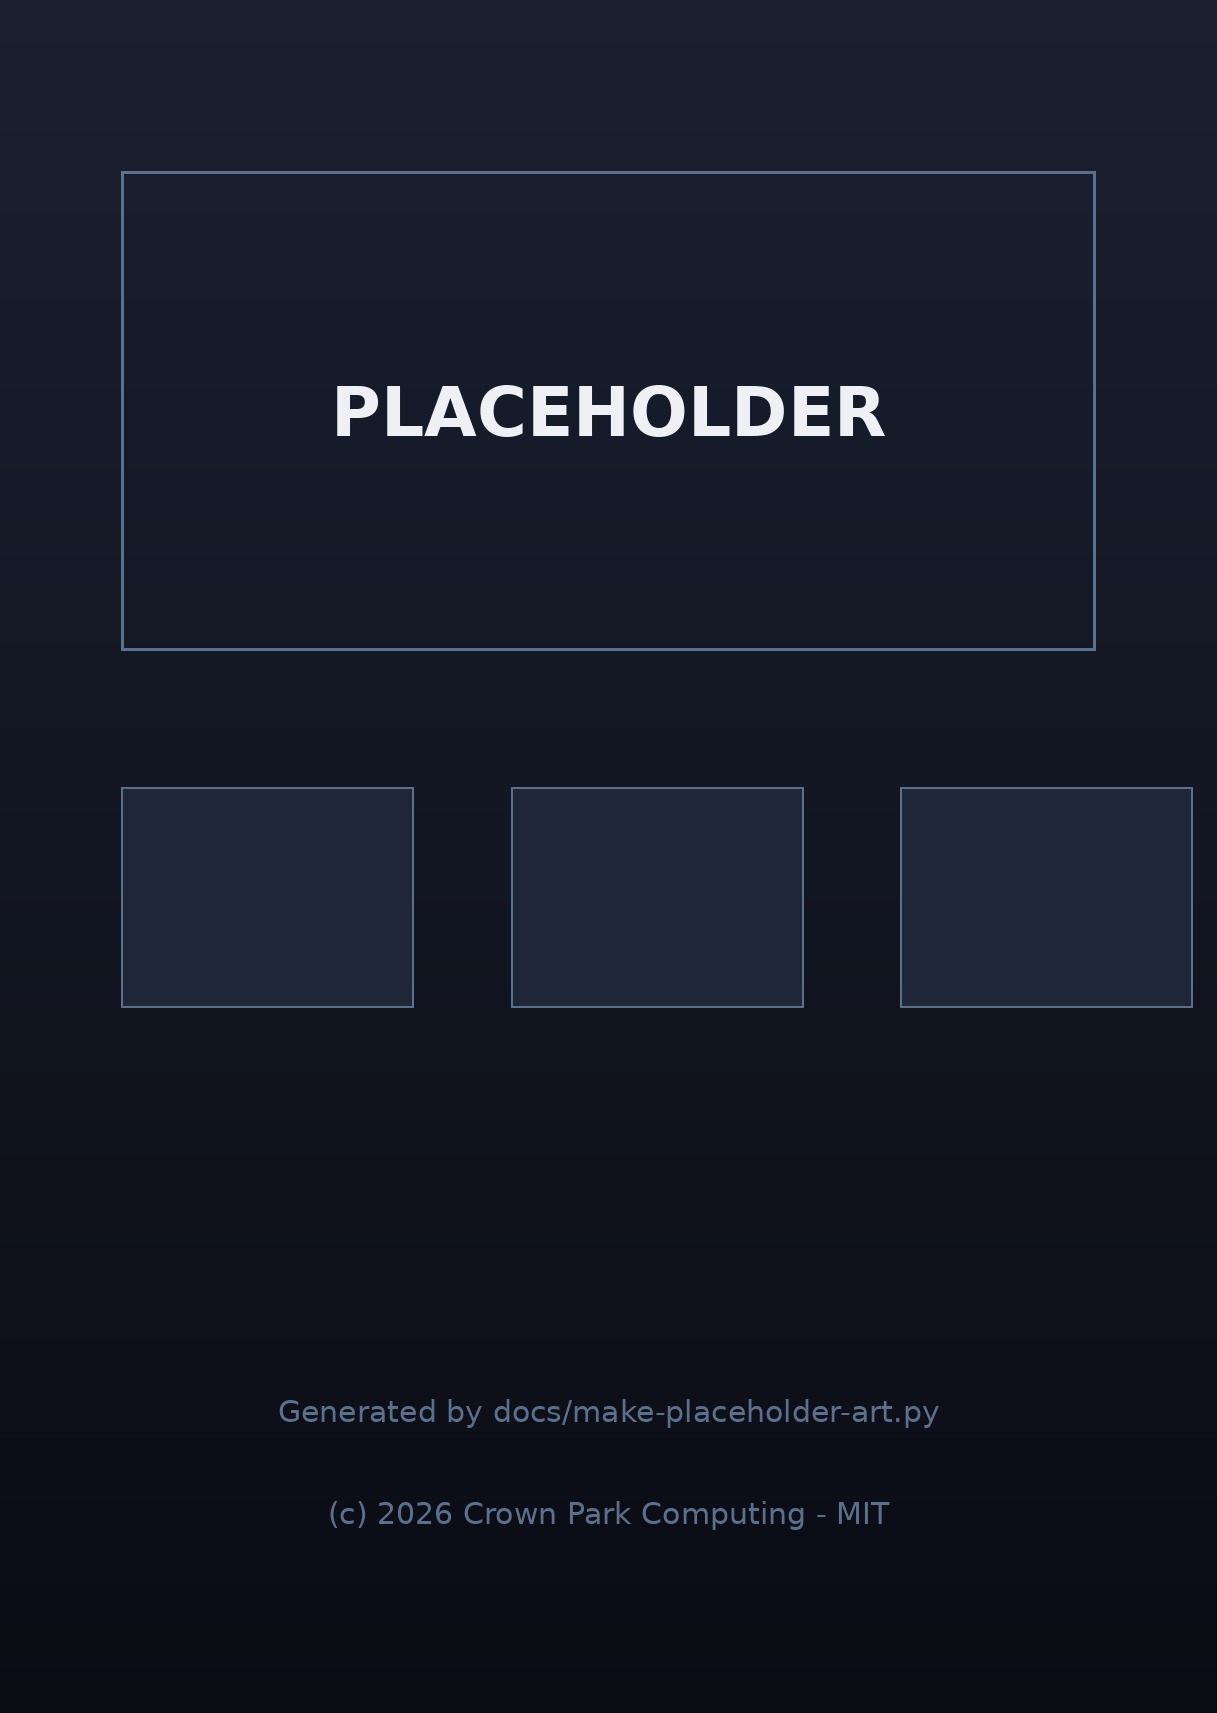 PLACEHOLDER
Generated by docs/make-placeholder-art.py
(c) 2026 Crown Park Computing - MIT